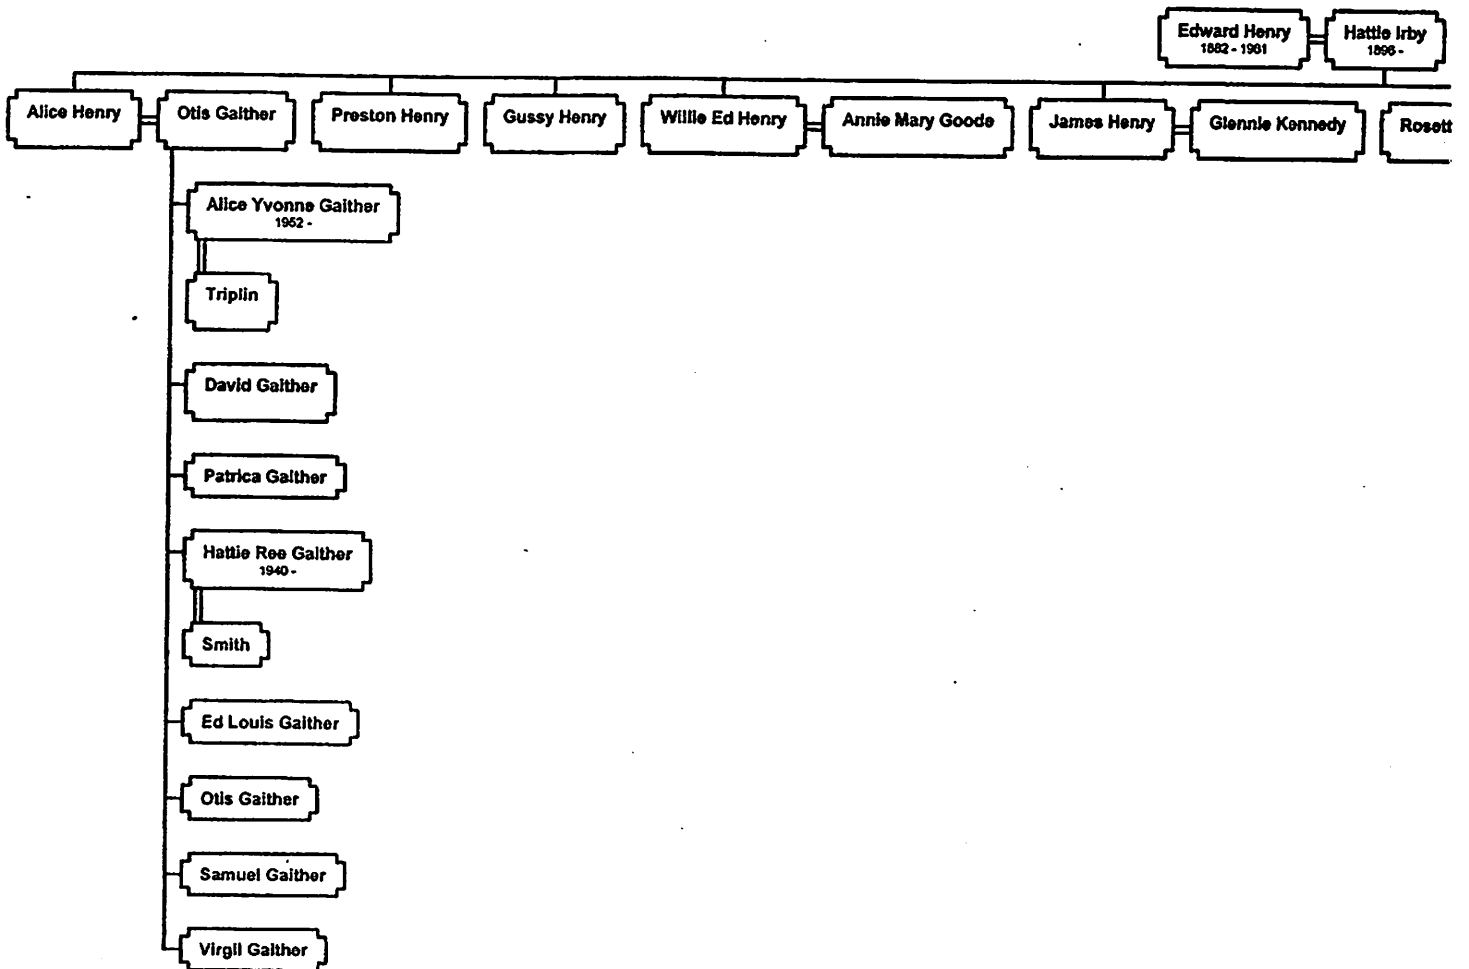 Edward Henry
1882 - 1981
Hattie Irby
1896 -
Alice Henry
Otis Gaither
Preston Henry
Gussy Henry
Willie Ed Henry
Annie Mary Goode
James Henry
Glennie Kennedy
Rosett
Alice Yvonne Gaither
1952 -
Triplin
David Gaither
Patrica Gaither
Hattie Ree Gaither
1940 -
Smith
Ed Louis Gaither
Otis Gaither
Samuel Gaither
Virgil Gaither